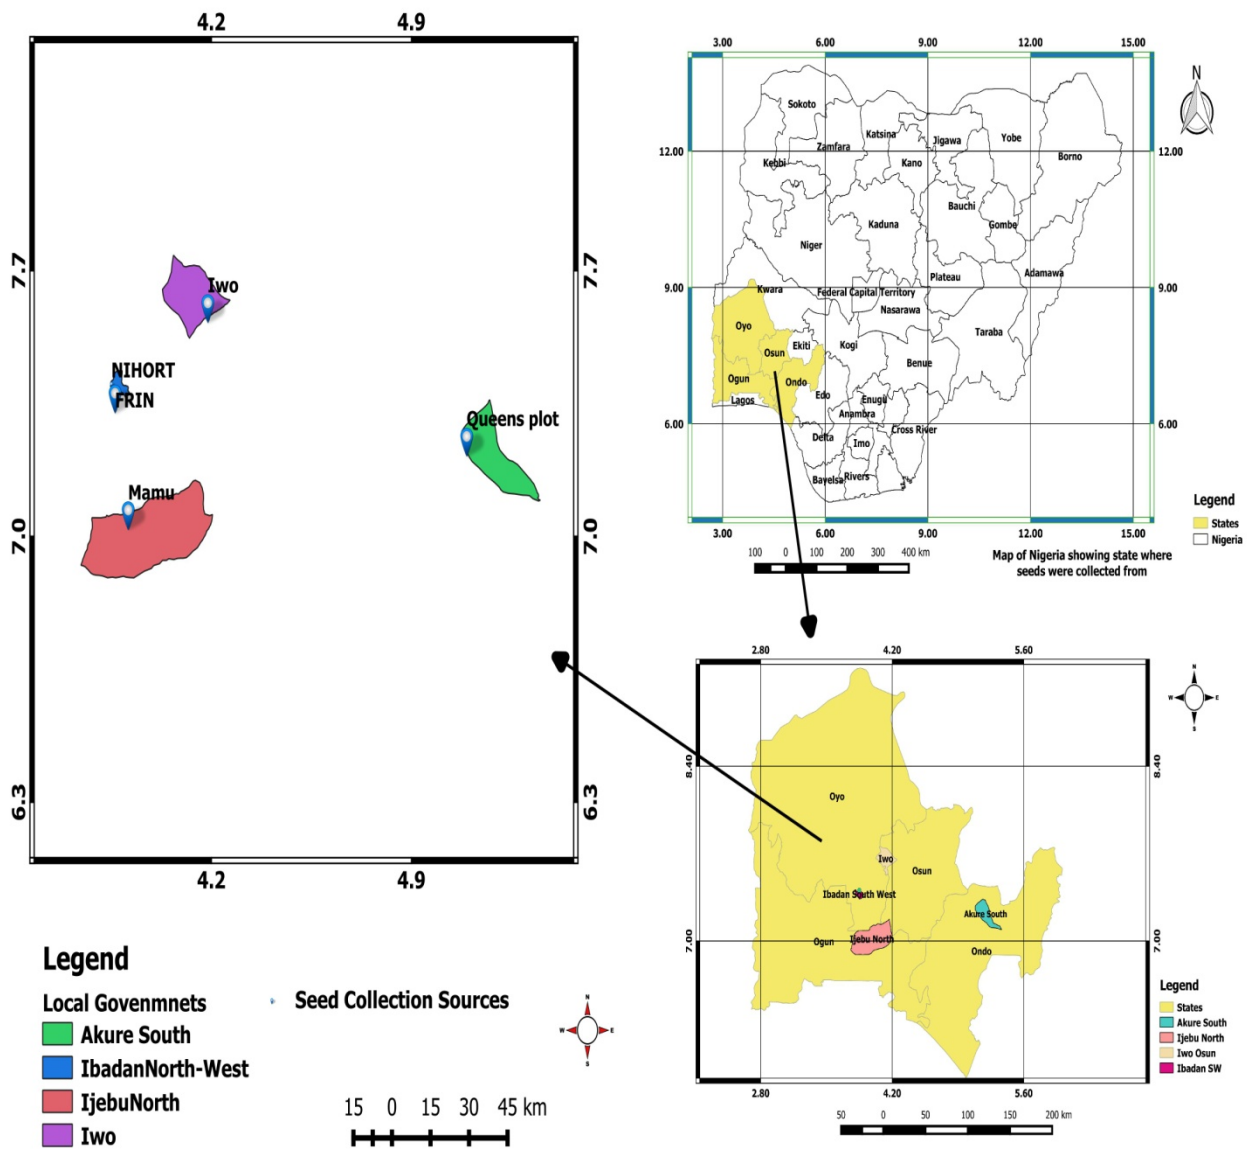 4.2
4.9
7.7
7.7
Iwo
NIHORT
FRIN
Queens plot
Mamu
7.0
7.0
6.3
6.3
4.2
4.9
Legend
Local Govenmnets
Akure South
IbadanNorth-West
IjebuNorth
Iwo
Seed Collection Sources
N
W
E
S
15 0 15 30 45 km
3.00 6.00 9.00 12.00 15.00
N
Sokoto
Katsina
Jigawa
Yobe
Zamfara
12.00
12.00
Kebbi
Kano
Borno
Bauchi
Kaduna
Gombe
Niger
Plateau
Adamawa
9.00
9.00
Kwara
Federal Capital Territory
Nasarawa
Oyo
Taraba
Osun
Ekiti
Kogi
Benue
Ogun
Ondo
Edo
Lagos
Enugu
Anambra
6.00
6.00
Cross River
Delta
Imo
Bayelsa
Rivers
3.00 6.00 9.00 12.00 15.00
Legend
States
Nigeria
100 0 100 200 300 400 km
Map of Nigeria showing state where
seeds were collected from
2.80 4.20 5.60
N
W
E
S
8.40
8.40
Oyo
Iwo
Osun
Ibadan South West
Akure South
Ijebu North
Ogun
Ondo
7.00
7.00
2.80 4.20 5.60
Legend
States
Akure South
Ijebu North
Iwo Osun
Ibadan SW
50 0 50 100 150 200 km